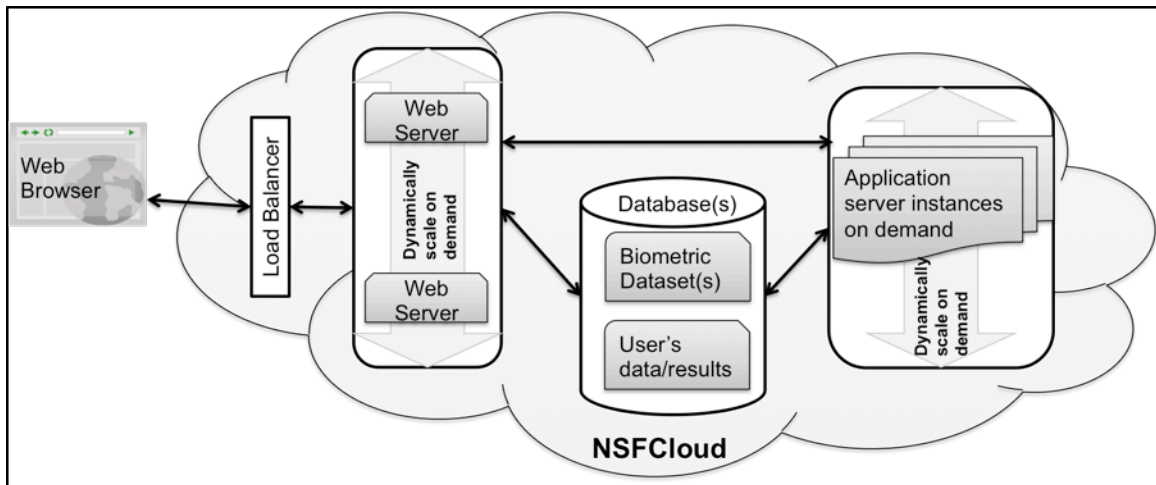 Web
Browser
Load Balancer
Web
Server
Dynamically
scale on
demand
Web
Server
Database(s)
Biometric
Dataset(s)
User's
data/results
Application
server instances
on demand
Dynamically
scale on
demand
NSFCloud